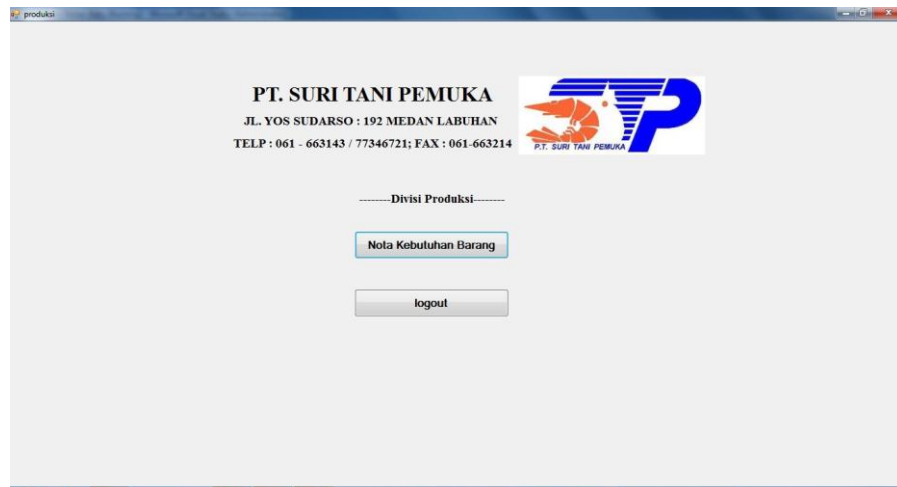 produksi
PT. SURI TANI PEMUKA
JL. YOS SUDARSO : 192 MEDAN LABUHAN
TELP : 061 - 663143 / 77346721; FAX : 061-663214
P.T. SURI TANI PEMUKA
--------Divisi Produksi--------
Nota Kebutuhan Barang
logout